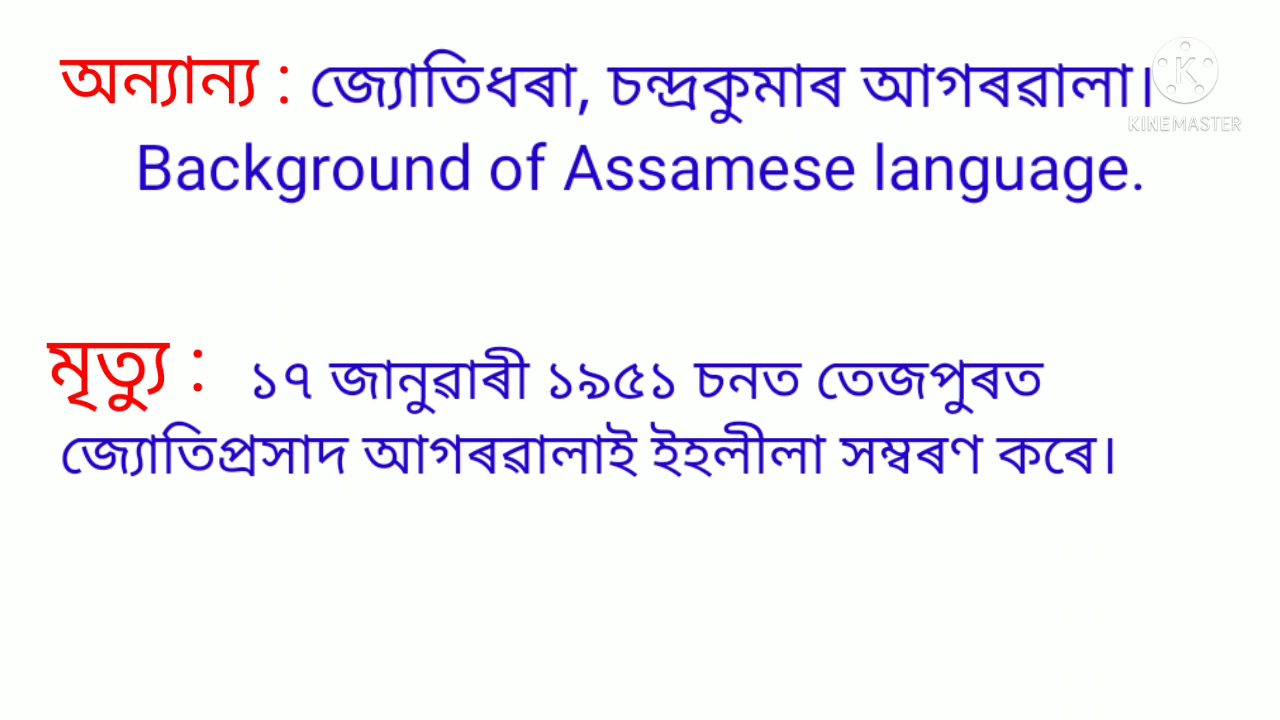 অন্যান্য : জ্যোতিধৰা, চন্দ্ৰকুমাৰ আগৰৱালা।
KINEMASTER
Background of Assamese language.
মৃত্যু : ১৭ জানুৱাৰী ১৯৫১ চনত তেজপুৰত
জ্যোতিপ্ৰসাদ আগৰৱালাই ইহলীলা সম্বৰণ কৰে।